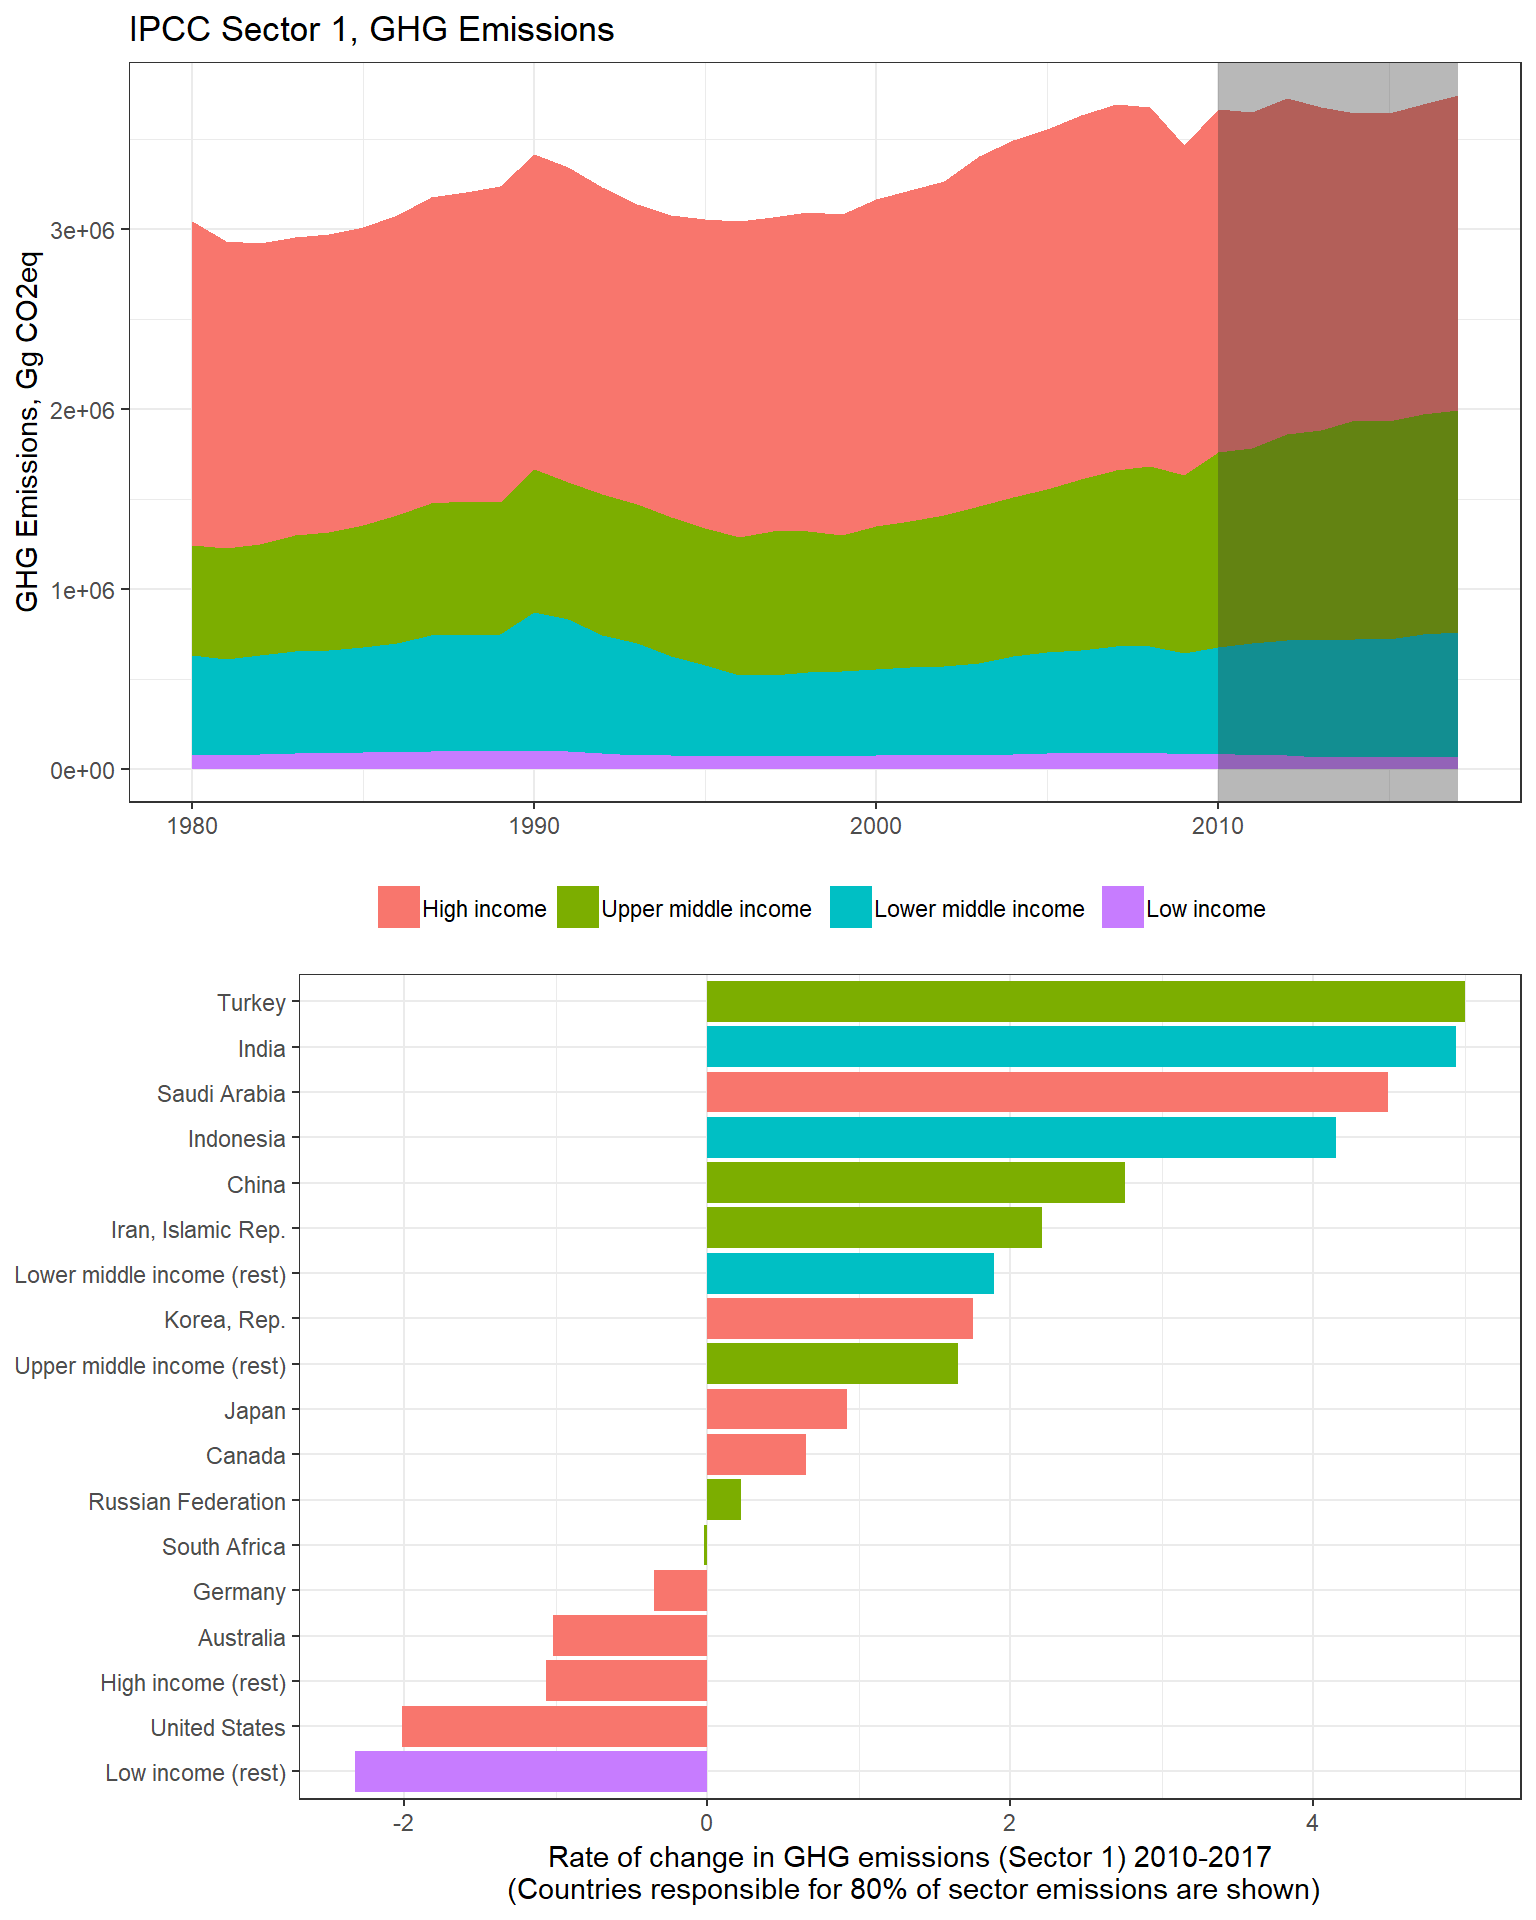 IPCC Sector 1, GHG Emissions
GHG Emissions, Gg CO2eq
3e+06
2e+06
1e+06
0e+00
1980 1990 2000 2010
High income Upper middle income Lower middle income Low income
Turkey
India
Saudi Arabia
Indonesia
China
Iran, Islamic Rep.
Lower middle income (rest)
Korea, Rep.
Upper middle income (rest)
Japan
Canada
Russian Federation
South Africa
Germany
Australia
High income (rest)
United States
Low income (rest)
-2 0 2 4
Rate of change in GHG emissions (Sector 1) 2010-2017
(Countries responsible for 80% of sector emissions are shown)